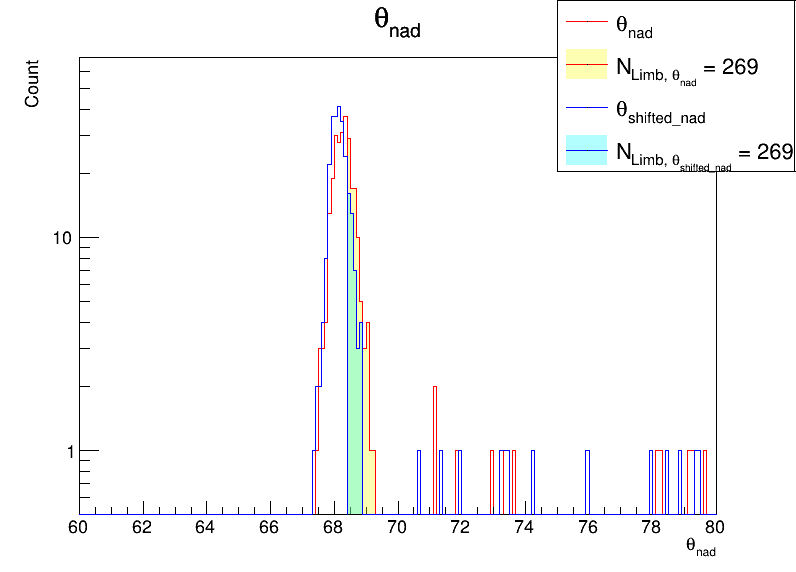 θnad
θnad
NLimb, θnad = 269
θshifted_nad
NLimb, θshifted_nad = 269
Count
10
1
60 62 64 66 68 70 72 74 76 78 80
θnad